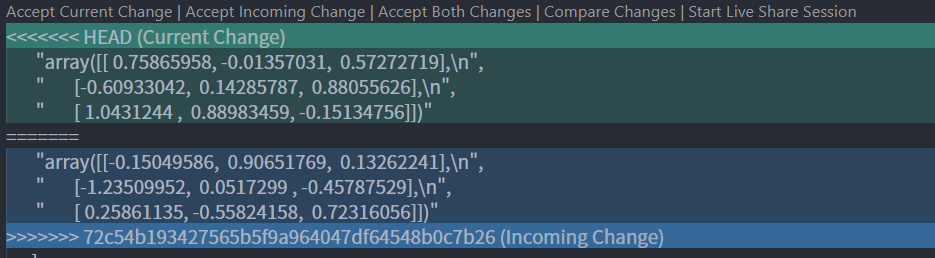 Accept Current Change | Accept Incoming Change | Accept Both Changes | Compare Changes | Start Live Share Session
<<<<<<< HEAD (Current Change)
"array([[ 0.75865958, -0.01357031,  0.57272719],\n",
"       [-0.60933042,  0.14285787,  0.88055626],\n",
"       [ 1.0431244 ,  0.88983459, -0.15134756]])"
=======
"array([[-0.15049586,  0.90651769,  0.13262241],\n",
"       [-1.23509952,  0.0517299 , -0.45787529],\n",
"       [ 0.25861135, -0.55824158,  0.72316056]])"
>>>>>>> 72c54b193427565b5f9a964047df64548b0c7b26 (Incoming Change)